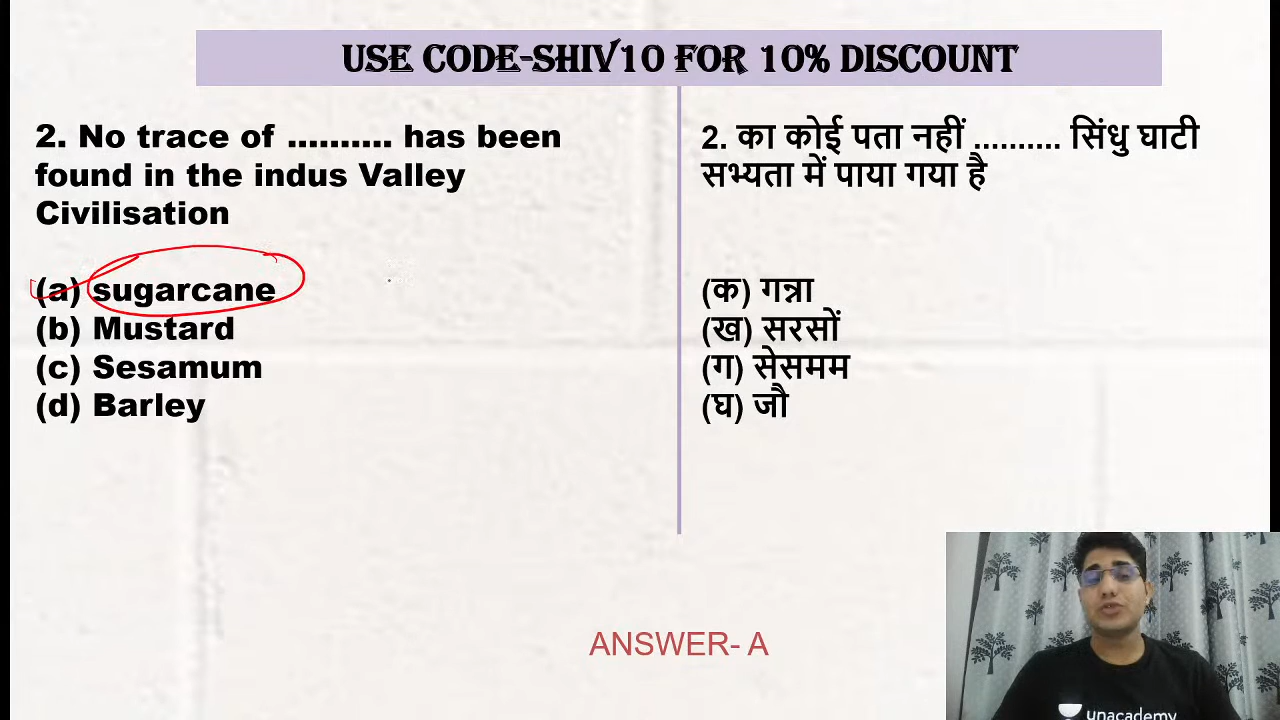 USE CODE-SHIV10 FOR 10% DISCOUNT
2. No trace of .......... has been
found in the indus Valley
Civilisation
(a) sugarcane
(b) Mustard
(c) Sesamum
(d) Barley
2. का कोई पता नहीं .......... सिंधु घाटी
सभ्यता में पाया गया है
(क) गन्ना
(ख) सरसों
(ग) सेसमम
(घ) जौ
ANSWER- A
unacademy